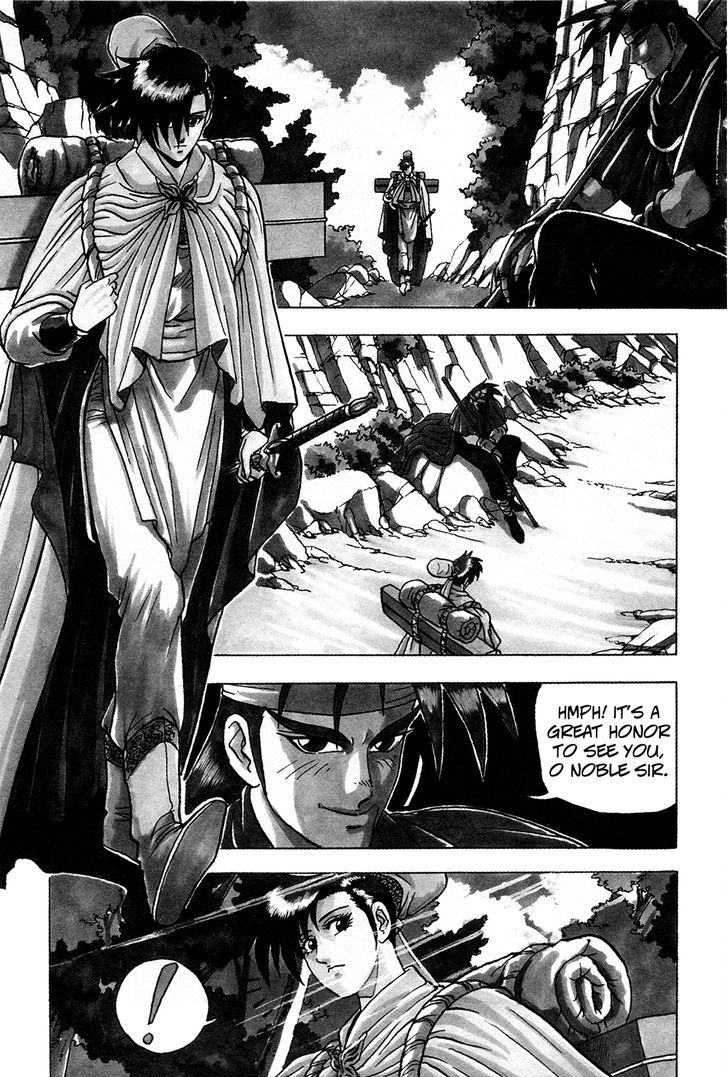 HMPH! IT'S A
GREAT HONOR
TO SEE YOU,
O NOBLE SIR.
!